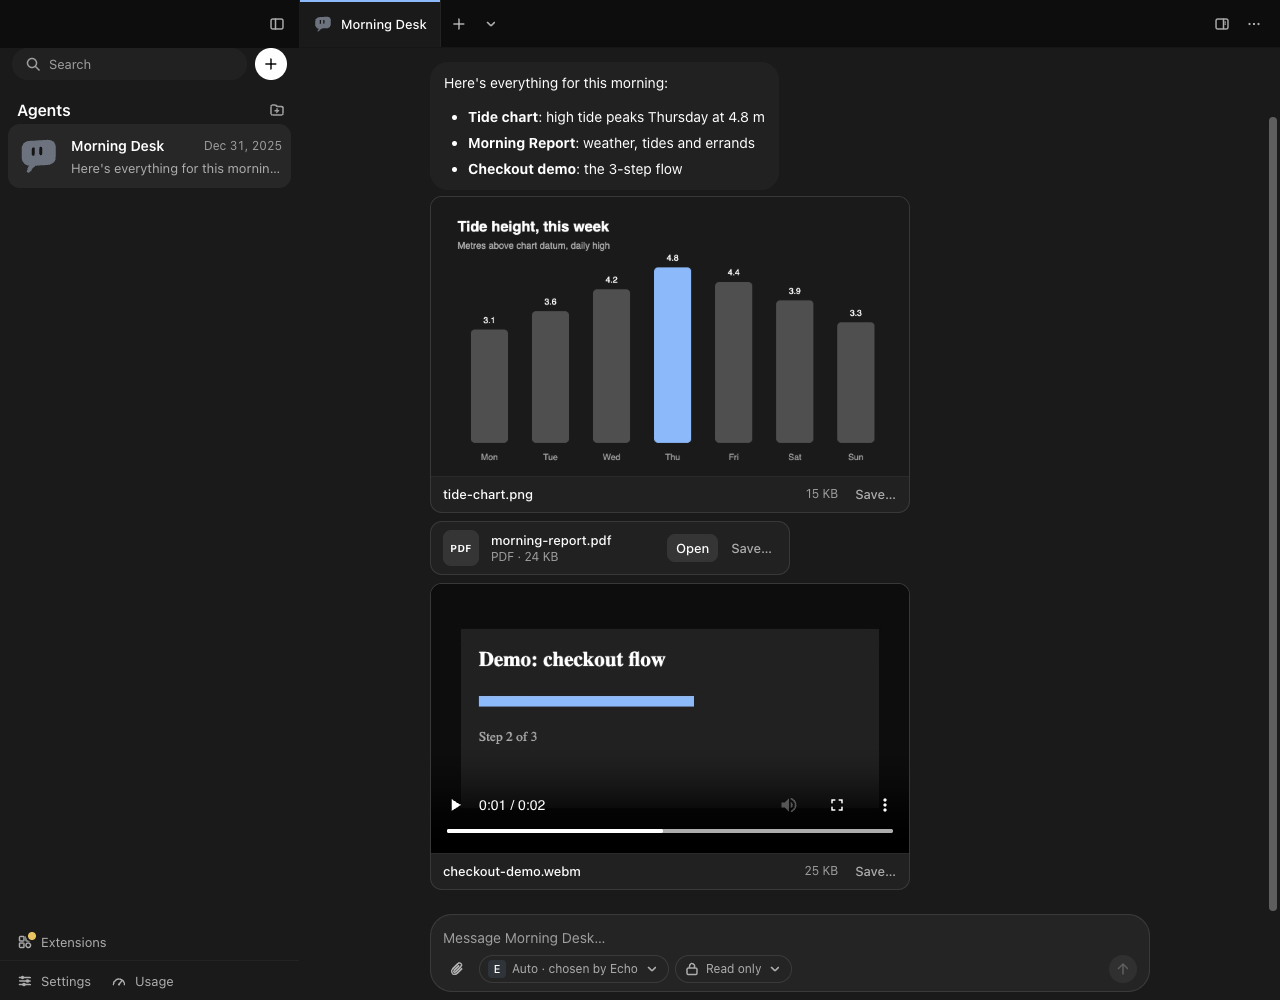 Morning Desk
Search
Agents
Morning Desk
Dec 31, 2025
Here's everything for this mornin...
Here's everything for this morning:
• Tide chart: high tide peaks Thursday at 4.8 m
• Morning Report: weather, tides and errands
• Checkout demo: the 3-step flow
Tide height, this week
Metres above chart datum, daily high
3.1
3.6
4.2
4.8
4.4
3.9
3.3
Mon
Tue
Wed
Thu
Fri
Sat
Sun
tide-chart.png
15 KB
Save...
PDF
morning-report.pdf
PDF · 24 KB
Open
Save...
Demo: checkout flow
Step 2 of 3
0:01 / 0:02
checkout-demo.webm
25 KB
Save...
Extensions
Settings
Usage
Message Morning Desk...
E
Auto · chosen by Echo
Read only